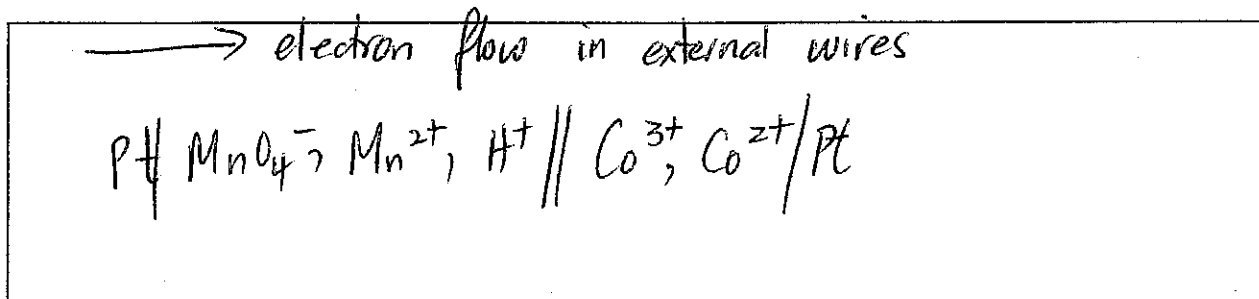 ⟶ electron flow in external wires
Pt/ MnO₄⁻, Mn²⁺, H⁺ // Co³⁺, Co²⁺/Pt